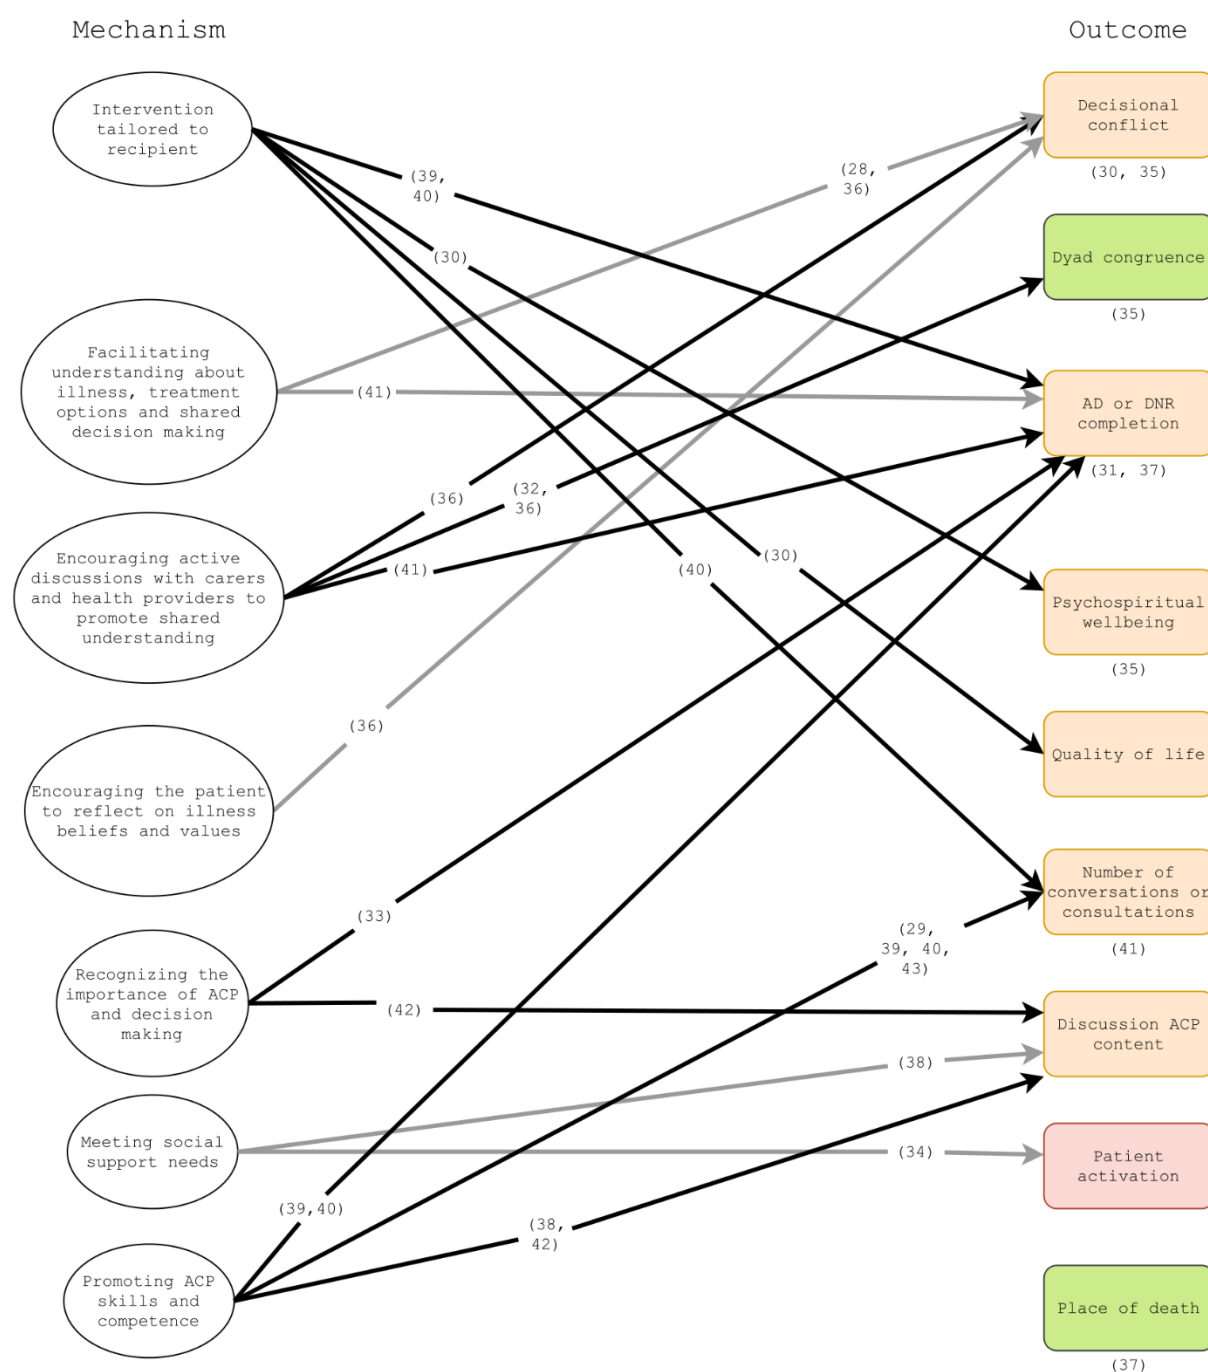 Mechanism
Outcome
Intervention
tailored to
recipient
Facilitating
understanding about
illness, treatment
options and shared
decision making
Encouraging active
discussions with carers
and health providers to
promote shared
understanding
Encouraging the patient
to reflect on illness
beliefs and values
Recognizing the
importance of ACP
and decision
making
Meeting social
support needs
Promoting ACP
skills and
competence
(39,
40)
(28,
36)
(30)
(41)
(36)
(32,
36)
(41)
(40)
(30)
(36)
(33)
(29,
39, 40,
43)
(42)
(38)
(34)
(39,40)
(38,
42)
Decisional
conflict
(30, 35)
Dyad congruence
(35)
AD or DNR
completion
(31, 37)
Psychospiritual
wellbeing
(35)
Quality of life
Number of
conversations or
consultations
(41)
Discussion ACP
content
Patient
activation
Place of death
(37)